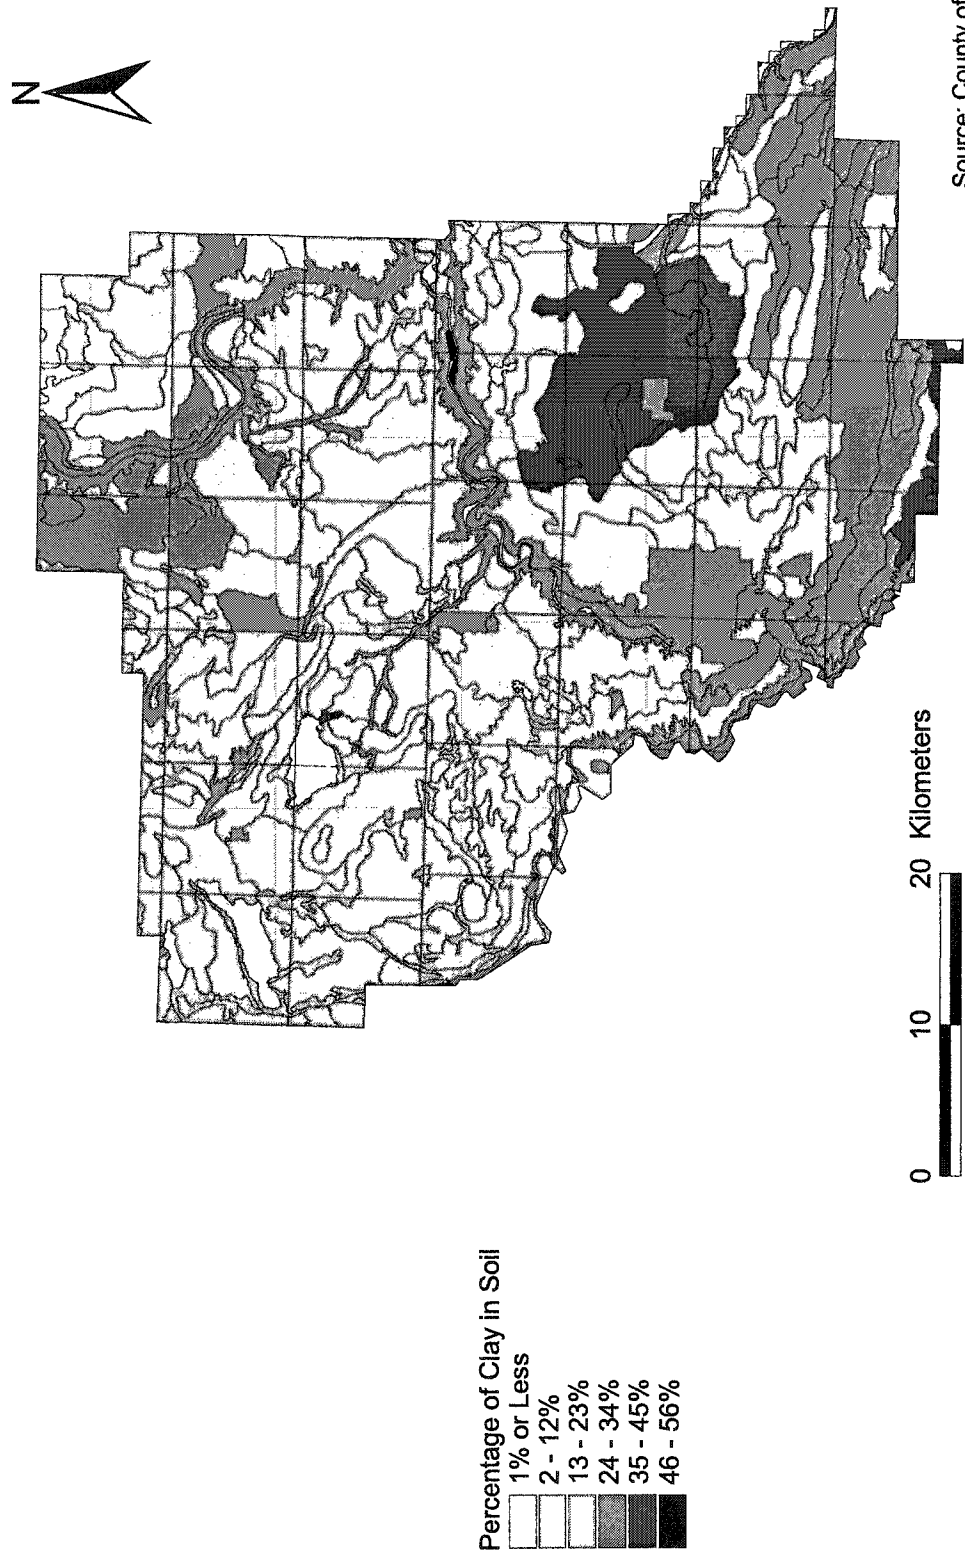 N
Percentage of Clay in Soil
1% or Less
2 - 12%
13 - 23%
24 - 34%
35 - 45%
46 - 56%
0 10 20 Kilometers
Source: County of